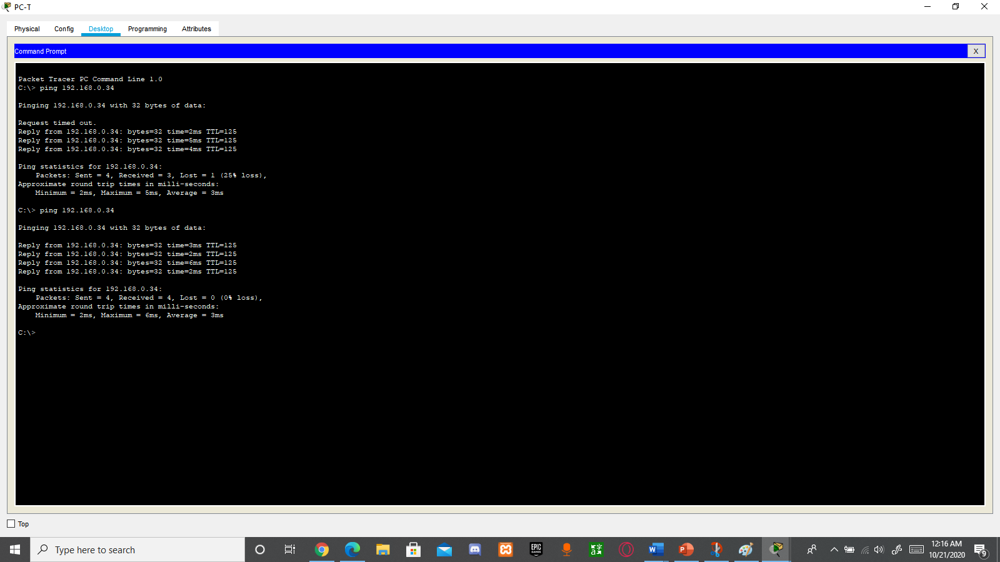 PC-T
Physical Config Desktop Programming Attributes
Command Prompt X
Packet Tracer PC Command Line 1.0
C:\> ping 192.168.0.34
Pinging 192.168.0.34 with 32 bytes of data:
Request timed out.
Reply from 192.168.0.34: bytes=32 time=2ms TTL=125
Reply from 192.168.0.34: bytes=32 time=5ms TTL=125
Reply from 192.168.0.34: bytes=32 time=4ms TTL=125
Ping statistics for 192.168.0.34:
Packets: Sent = 4, Received = 3, Lost = 1 (25% loss),
Approximate round trip times in milli-seconds:
Minimum = 2ms, Maximum = 5ms, Average = 3ms
C:\> ping 192.168.0.34
Pinging 192.168.0.34 with 32 bytes of data:
Reply from 192.168.0.34: bytes=32 time=3ms TTL=125
Reply from 192.168.0.34: bytes=32 time=2ms TTL=125
Reply from 192.168.0.34: bytes=32 time=6ms TTL=125
Reply from 192.168.0.34: bytes=32 time=2ms TTL=125
Ping statistics for 192.168.0.34:
Packets: Sent = 4, Received = 4, Lost = 0 (0% loss),
Approximate round trip times in milli-seconds:
Minimum = 2ms, Maximum = 6ms, Average = 3ms
C:\>
Top
Type here to search
EPIC
GAMES
12:16 AM
10/21/2020
9